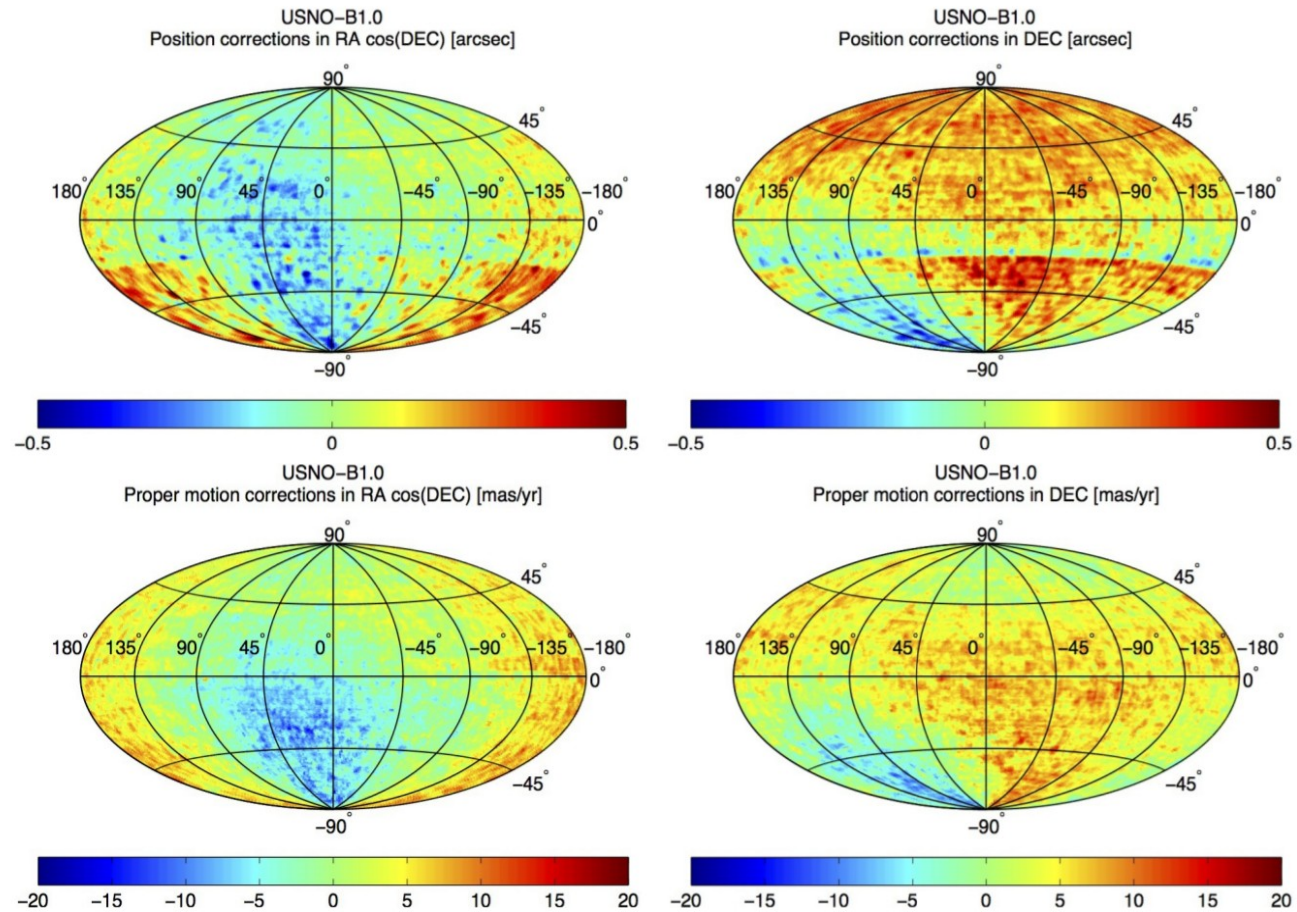 USNO−B1.0
Position corrections in RA cos(DEC) [arcsec]
90°
45°
180° 135° 90° 45° 0° −45° −90° −135° −180°
0°
−45°
−90°
−0.5 0 0.5
USNO−B1.0
Position corrections in DEC [arcsec]
90°
45°
180° 135° 90° 45° 0° −45° −90° −135° −180°
0°
−45°
−90°
−0.5 0 0.5
USNO−B1.0
Proper motion corrections in RA cos(DEC) [mas/yr]
90°
45°
180° 135° 90° 45° 0° −45° −90° −135° −180°
0°
−45°
−90°
−20 −15 −10 −5 0 5 10 15 20
USNO−B1.0
Proper motion corrections in DEC [mas/yr]
90°
45°
180° 135° 90° 45° 0° −45° −90° −135° −180°
0°
−45°
−90°
−20 −15 −10 −5 0 5 10 15 20